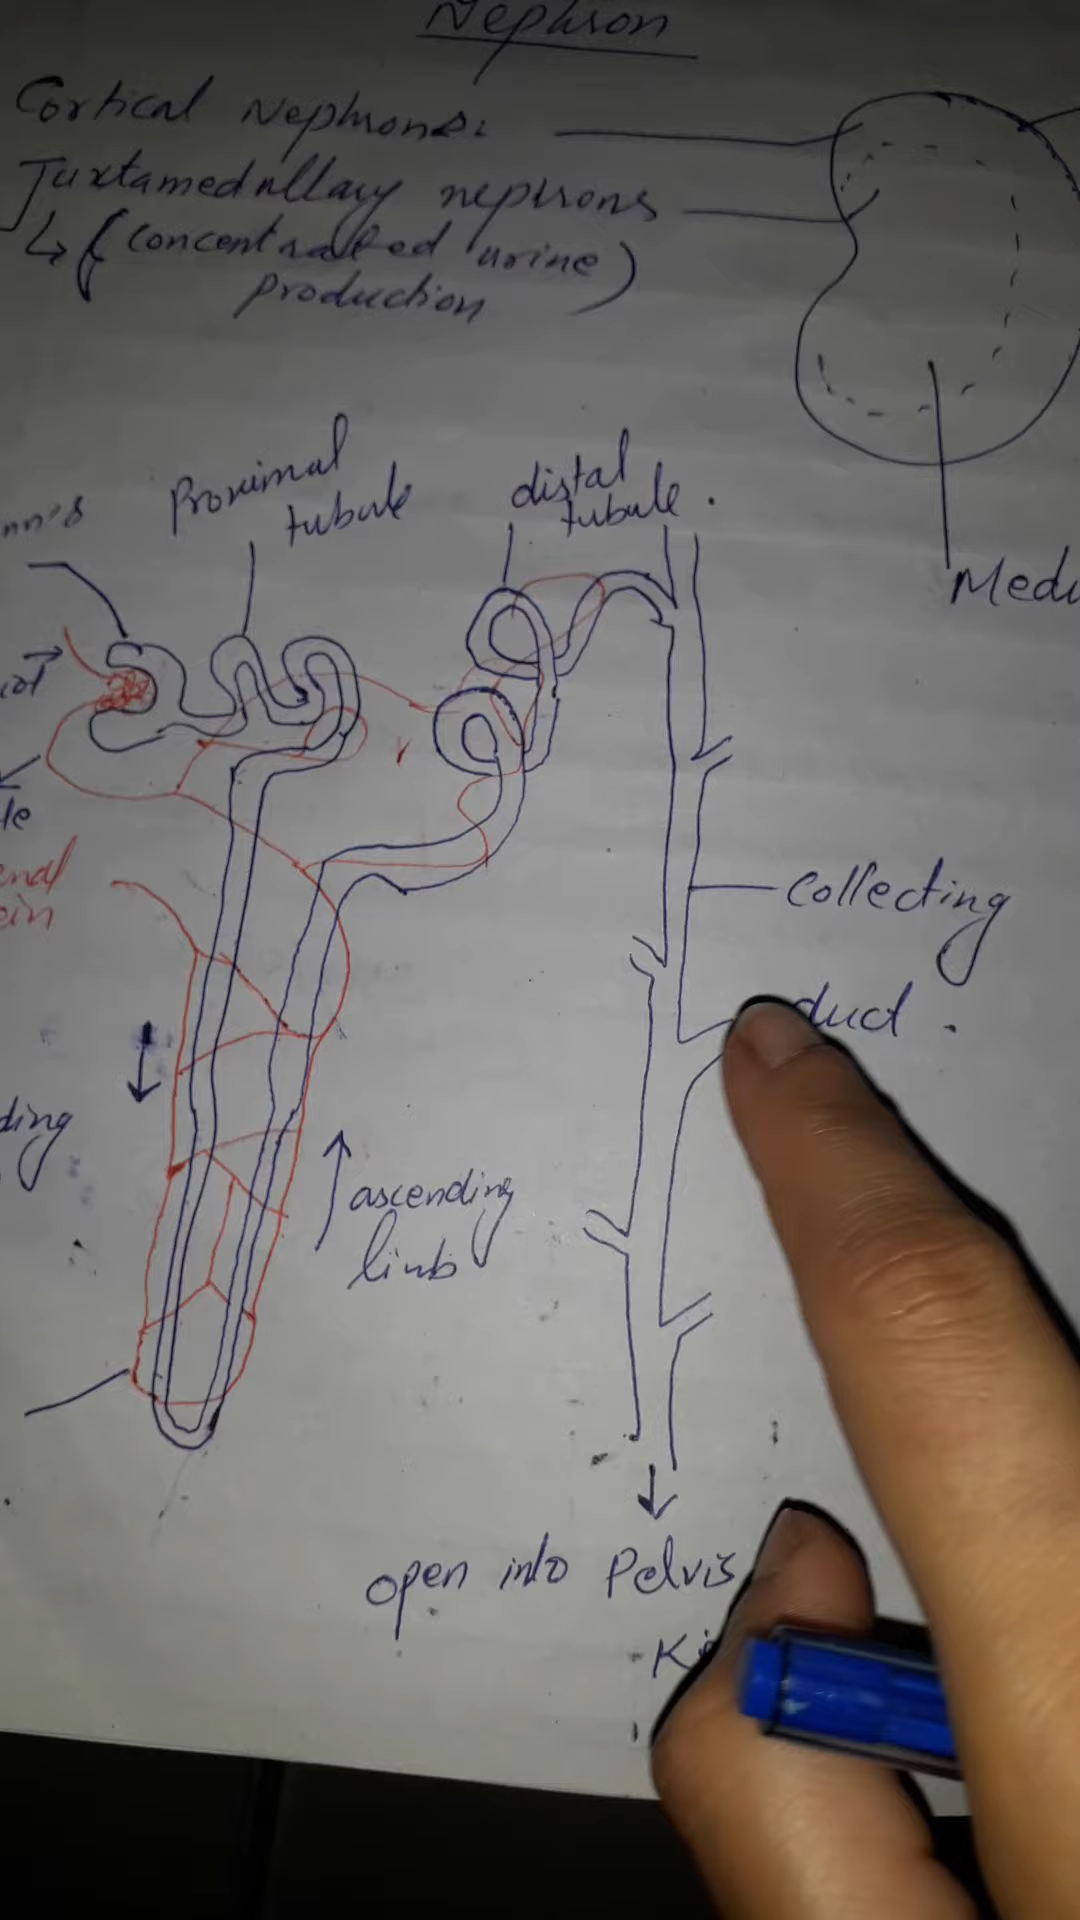 Nephron
Cortical Nephrons:
Juxtamedullary nephrons
(concentrated urine)
production
Proximal
tubule
distal
tubule.
collecting
duct.
ascending
limb
open into Pelvis